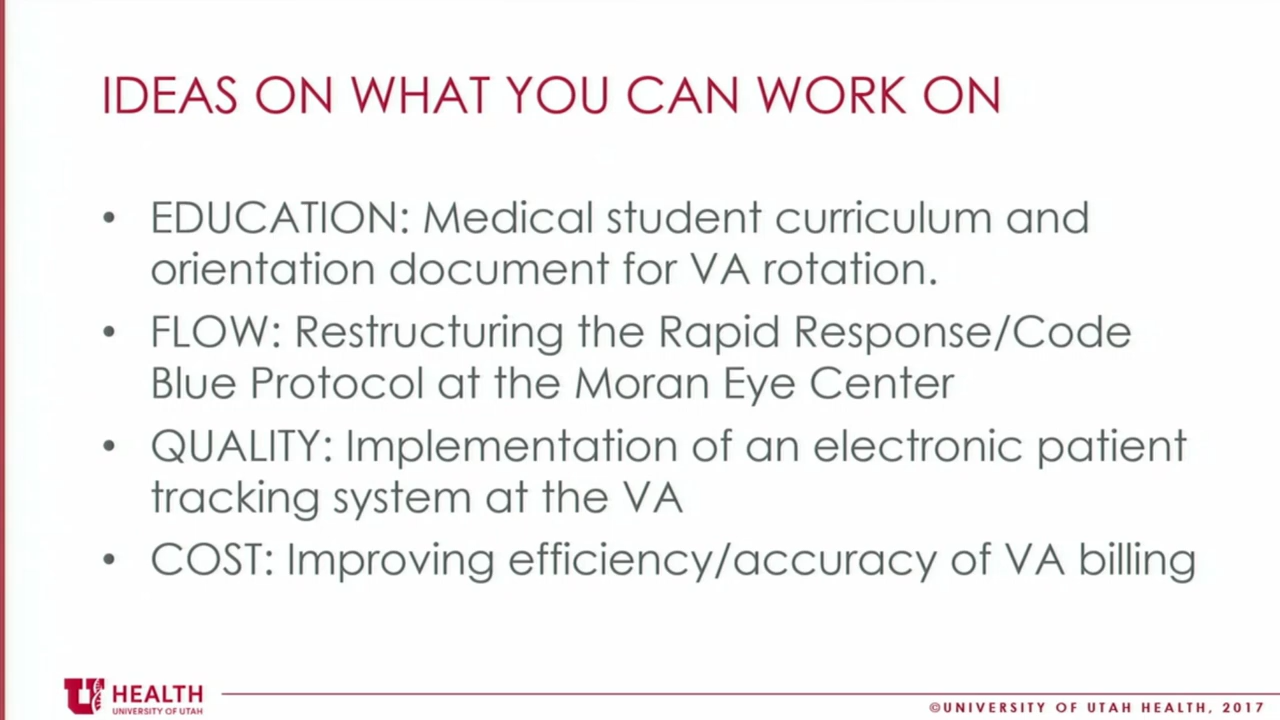 IDEAS ON WHAT YOU CAN WORK ON
• EDUCATION: Medical student curriculum and
orientation document for VA rotation.
• FLOW: Restructuring the Rapid Response/Code
Blue Protocol at the Moran Eye Center
• QUALITY: Implementation of an electronic patient
tracking system at the VA
• COST: Improving efficiency/accuracy of VA billing
U HEALTH
UNIVERSITY OF UTAH
©UNIVERSITY OF UTAH HEALTH, 2017